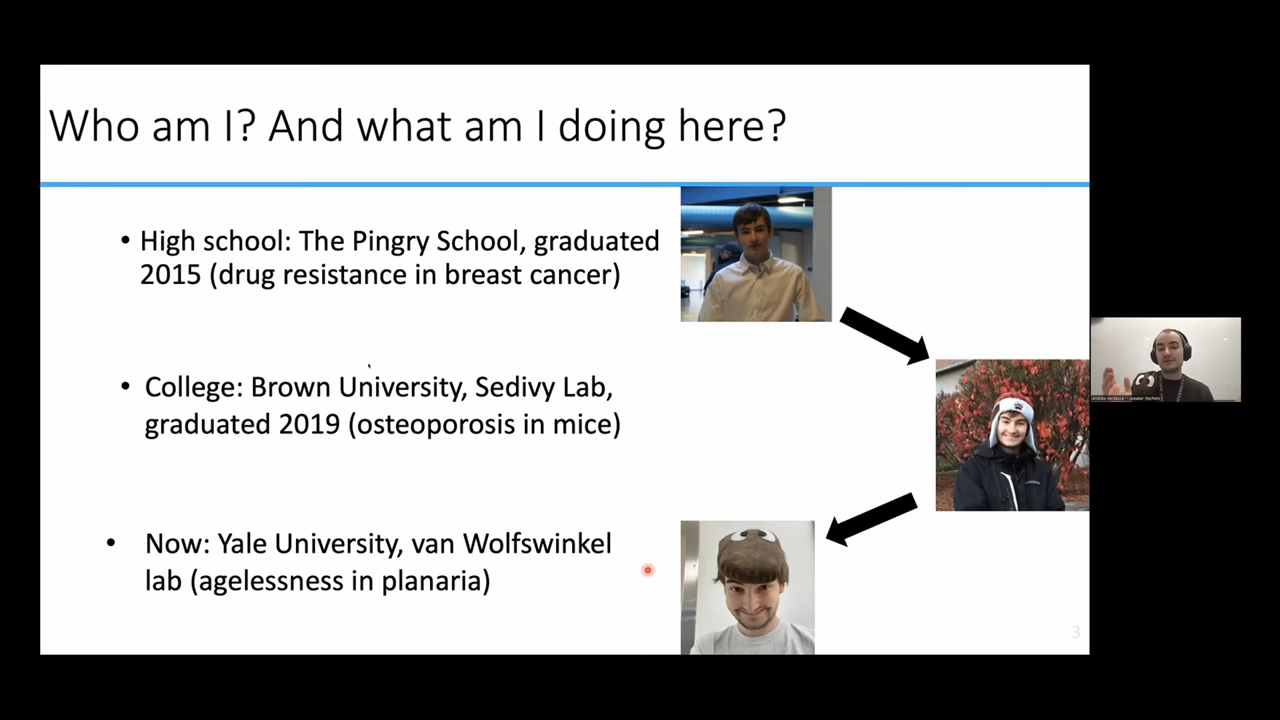 Who am I? And what am I doing here?
• High school: The Pingry School, graduated
2015 (drug resistance in breast cancer)
• College: Brown University, Sedivy Lab,
graduated 2019 (osteoporosis in mice)
• Now: Yale University, van Wolfswinkel
lab (agelessness in planaria)
3